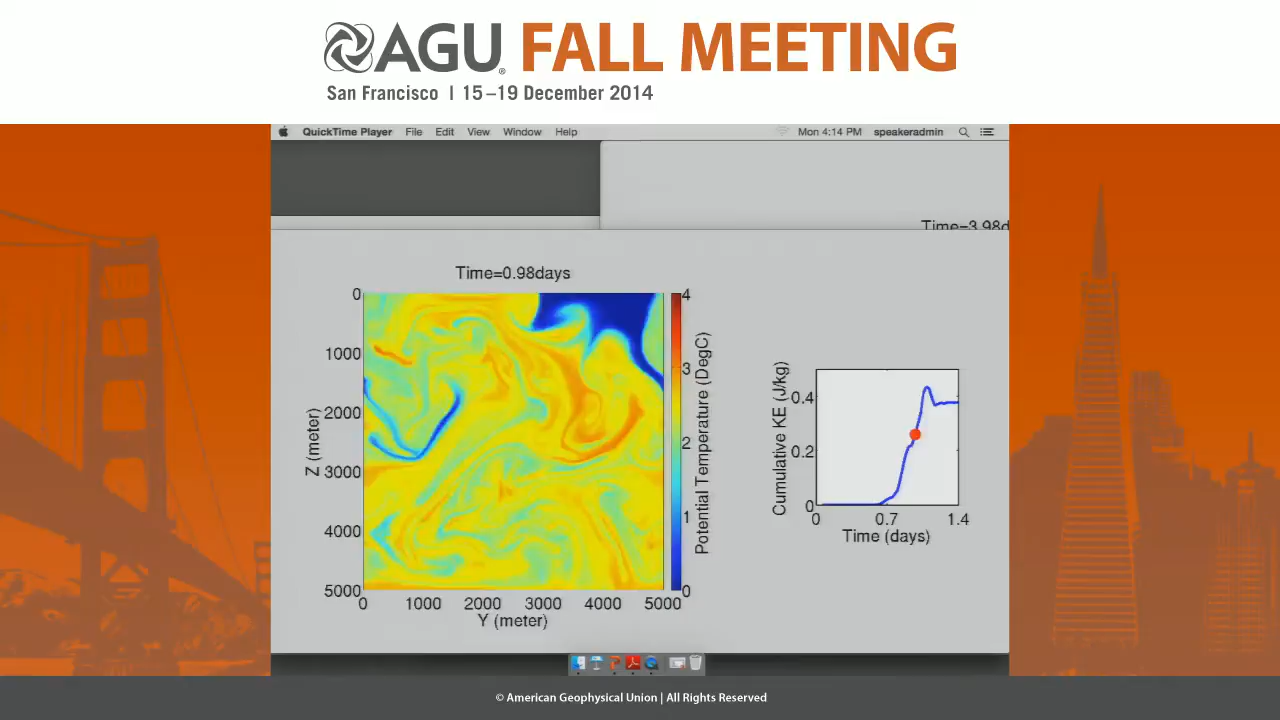 AGU® FALL MEETING
San Francisco | 15–19 December 2014
QuickTime Player File Edit View Window Help Mon 4:14 PM speakeradmin
Time=3.98d
Time=0.98days
0
1000
2000
3000
4000
5000
Z (meter)
0 1000 2000 3000 4000 5000
Y (meter)
4
3
2
1
0
Potential Temperature (DegC)
Cumulative KE (J/kg)
0.4
0.2
0
0 0.7 1.4
Time (days)
© American Geophysical Union | All Rights Reserved